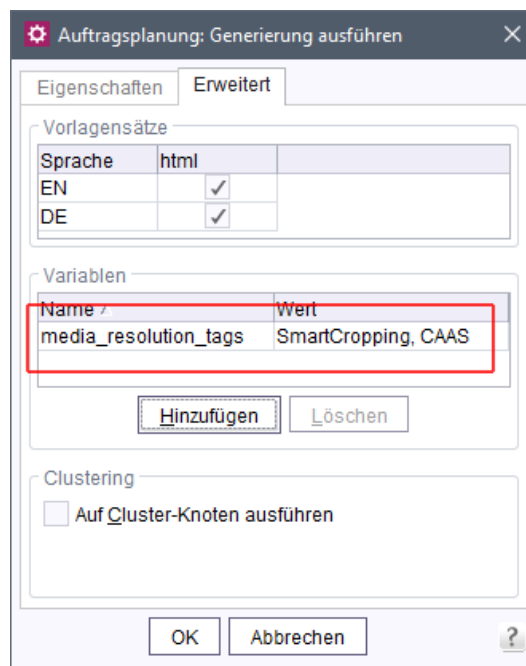 Auftragsplanung: Generierung ausführen
Eigenschaften Erweitert
Vorlagensätze
Sprache html
EN
DE
Variablen
Name Wert
media_resolution_tags SmartCropping, CAAS
Hinzufügen Löschen
Clustering
Auf Cluster-Knoten ausführen
OK Abbrechen ?